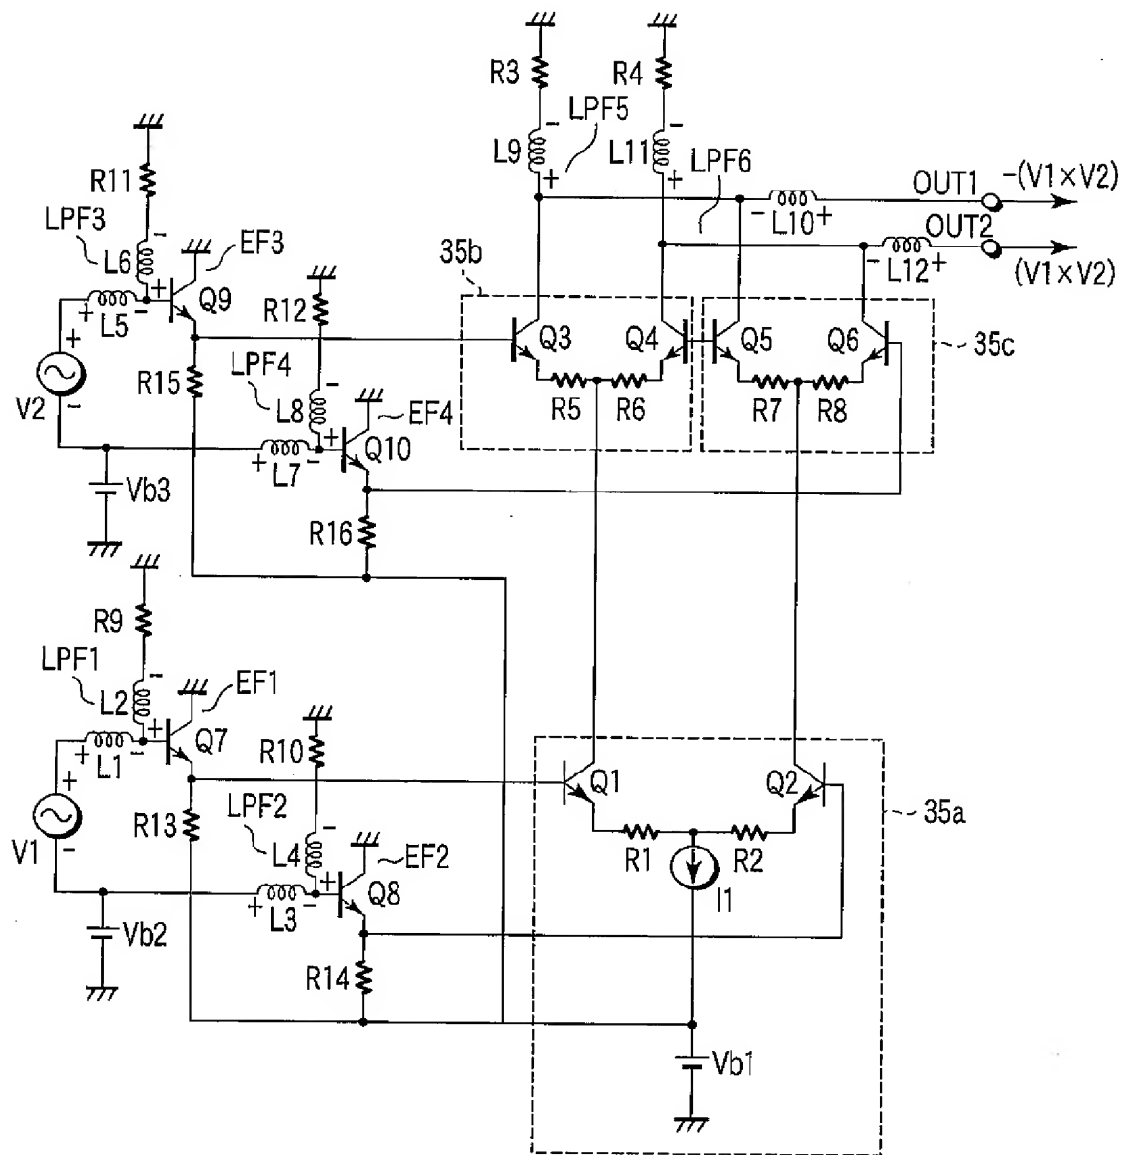 R3
R4
LPF5
L9
L11
LPF6
R11
OUT1
-(V1×V2)
LPF3
L10
OUT2
EF3
L6
35b
L12
(V1×V2)
Q9
R12
L5
Q3
Q4
Q5
Q6
35c
R15
LPF4
V2
L8
EF4
R5
R6
R7
R8
Q10
L7
Vb3
R16
R9
LPF1
EF1
L2
Q7
R10
L1
Q1
Q2
R13
LPF2
35a
V1
L4
EF2
R1
R2
Q8
I1
L3
Vb2
R14
Vb1